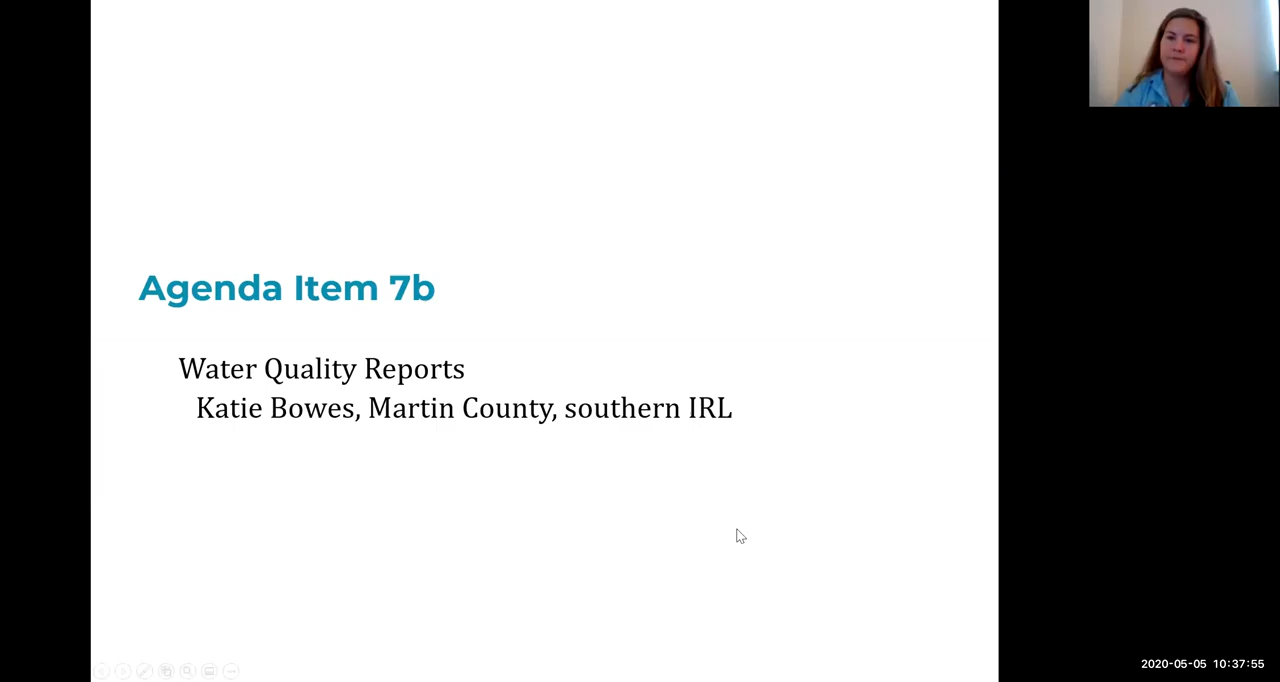 Agenda Item 7b
Water Quality Reports
Katie Bowes, Martin County, southern IRL
2020-05-05 10:37:55